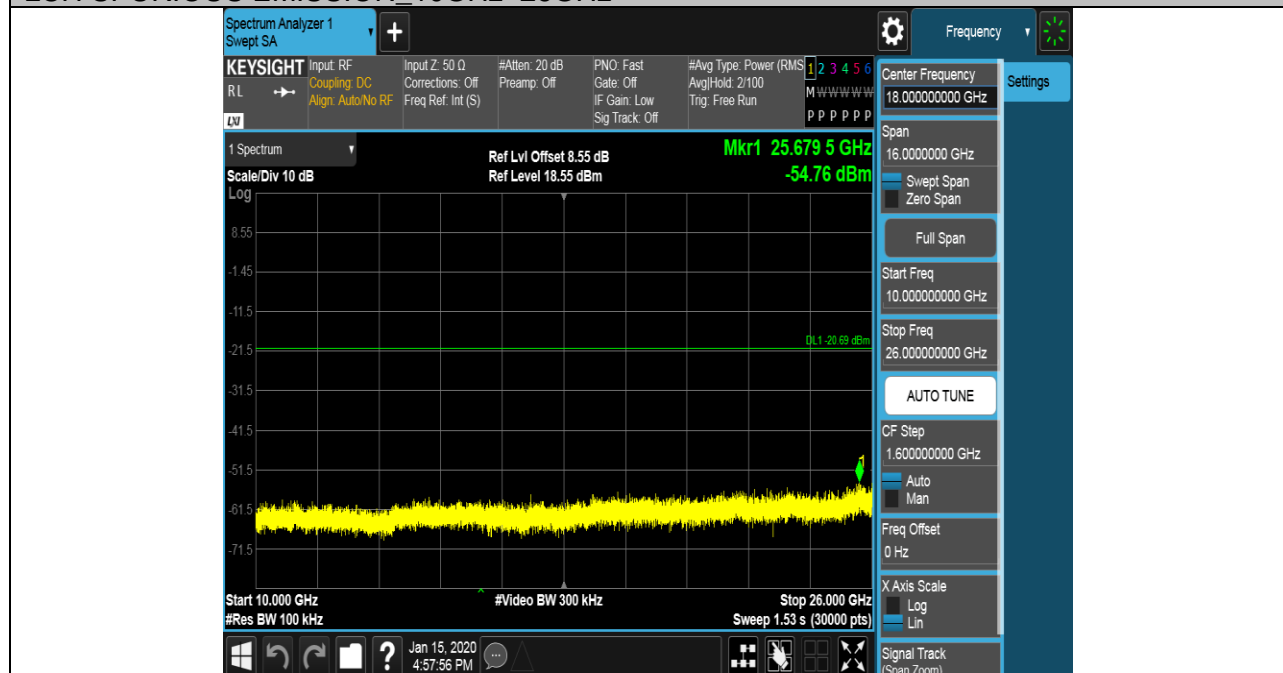 Spectrum Analyzer 1
Swept SA
+
Frequency
KEYSIGHT
RL
LXI
Input: RF
Coupling: DC
Align: Auto/No RF
Input Z: 50 Ω
Corrections: Off
Freq Ref: Int (S)
#Atten: 20 dB
Preamp: Off
PNO: Fast
Gate: Off
IF Gain: Low
Sig Track: Off
#Avg Type: Power (RMS
Avg|Hold: 2/100
Trig: Free Run
1 2 3 4 5 6
M W W W W W
P P P P P P
1 Spectrum
Scale/Div 10 dB
Ref Lvl Offset 8.55 dB
Ref Level 18.55 dBm
Mkr1 25.679 5 GHz
-54.76 dBm
Log
8.55
-1.45
-11.5
-21.5
-31.5
-41.5
-51.5
-61.5
-71.5
DL1 -20.69 dBm
1
Start 10.000 GHz
#Res BW 100 kHz
#Video BW 300 kHz
Stop 26.000 GHz
Sweep 1.53 s (30000 pts)
Center Frequency
18.000000000 GHz
Settings
Span
16.0000000 GHz
Swept Span
Zero Span
Full Span
Start Freq
10.000000000 GHz
Stop Freq
26.000000000 GHz
AUTO TUNE
CF Step
1.600000000 GHz
Auto
Man
Freq Offset
0 Hz
X Axis Scale
Log
Lin
Signal Track
(Span Zoom)
?
Jan 15, 2020
4:57:56 PM